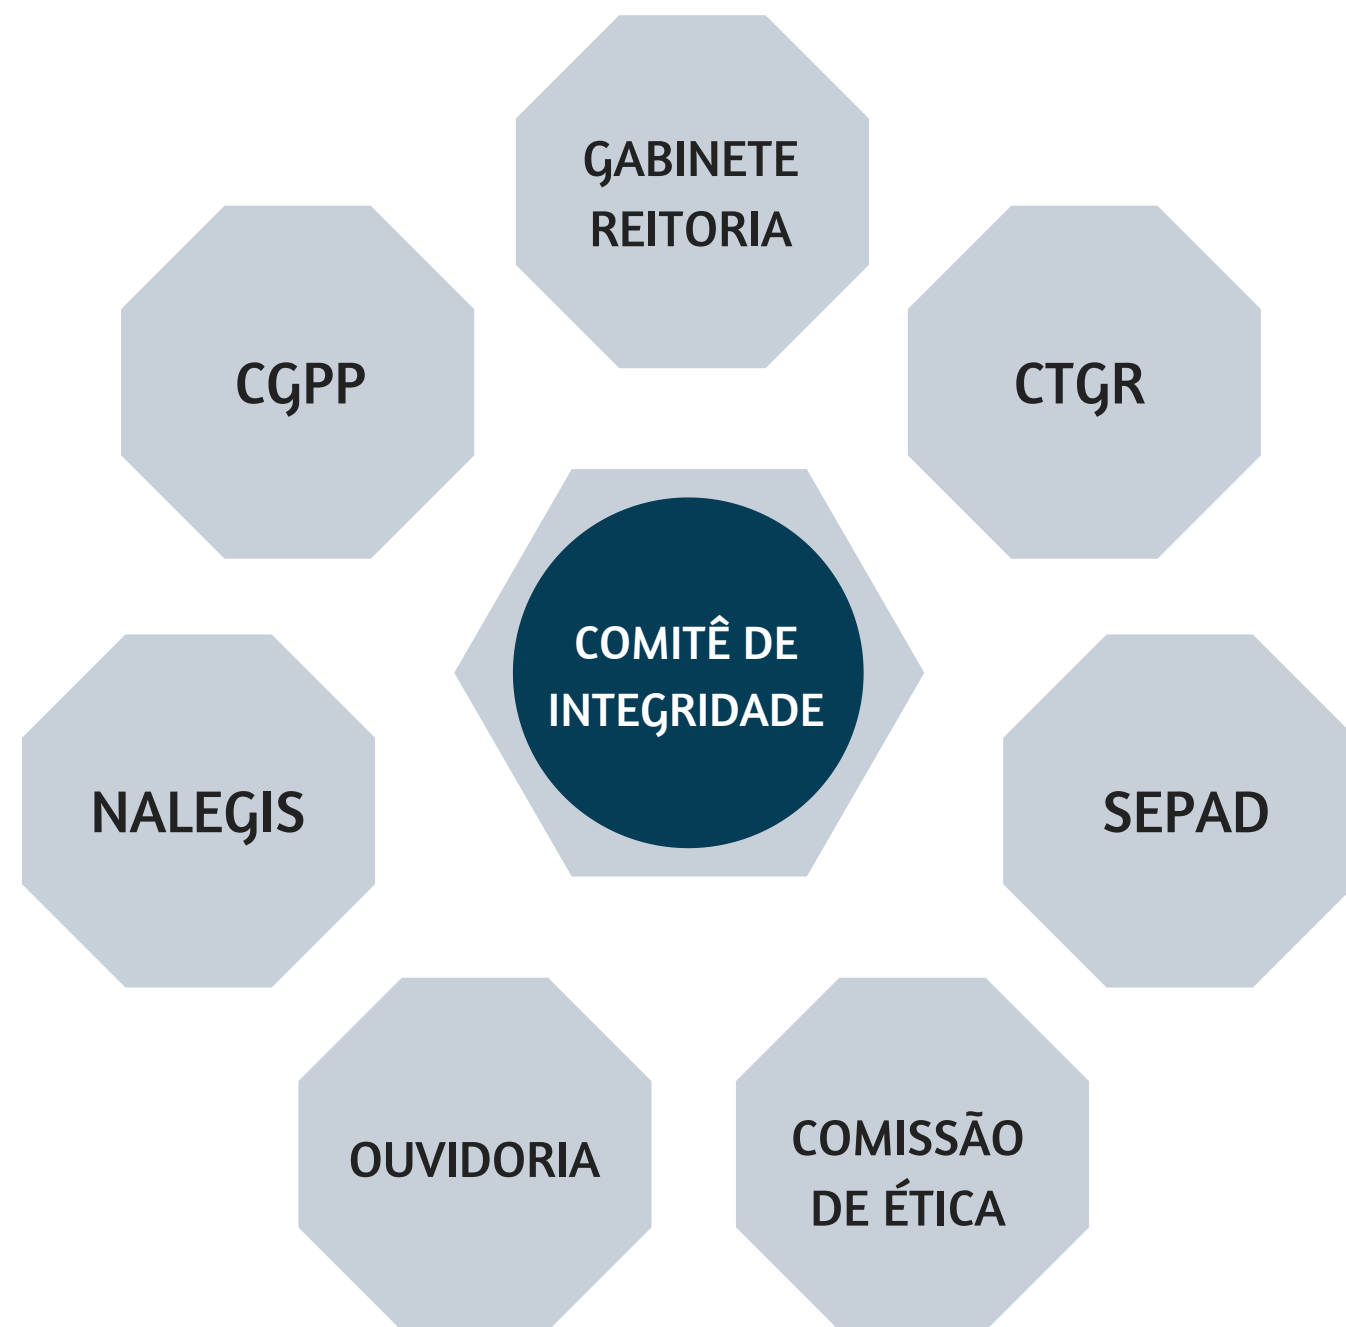 GABINETE
REITORIA
CGPP
CTGR
COMITÊ DE
INTEGRIDADE
NALEGIS
SEPAD
OUVIDORIA
COMISSÃO
DE ÉTICA